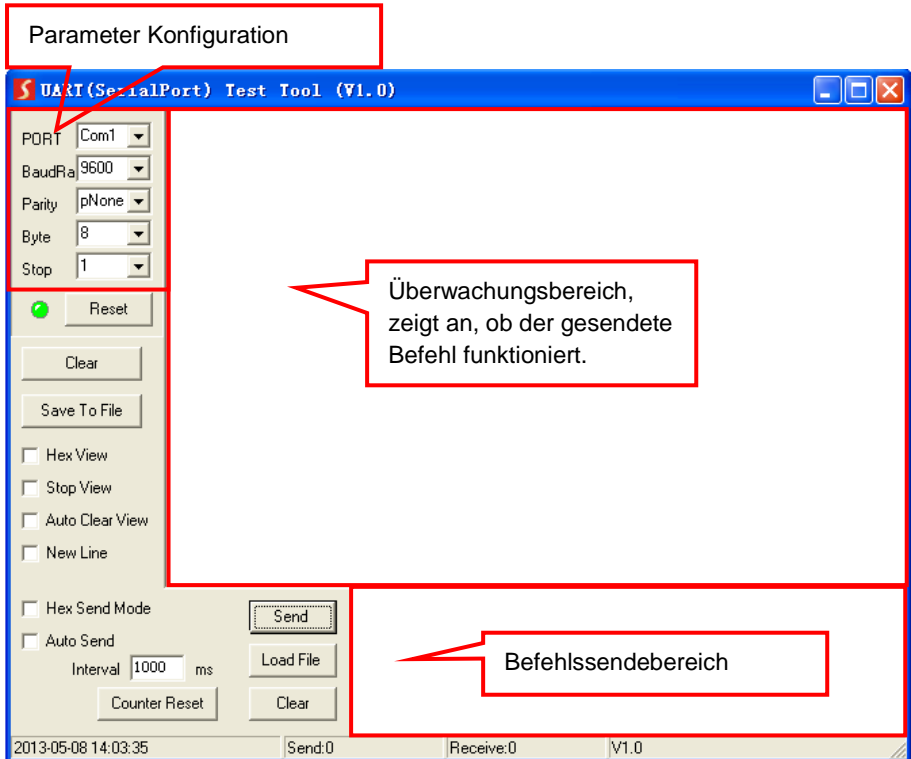 Parameter Konfiguration
UART(SerialPort) Test Tool (V1.0)
PORT Com1
BaudRa 9600
Parity pNone
Byte 8
Stop 1
Reset
Clear
Save To File
Hex View
Stop View
Auto Clear View
New Line
Überwachungsbereich,
zeigt an, ob der gesendete
Befehl funktioniert.
Hex Send Mode
Send
Auto Send
Interval 1000 ms
Load File
Counter Reset
Clear
Befehlssendebereich
2013-05-08 14:03:35 Send:0 Receive:0 V1.0